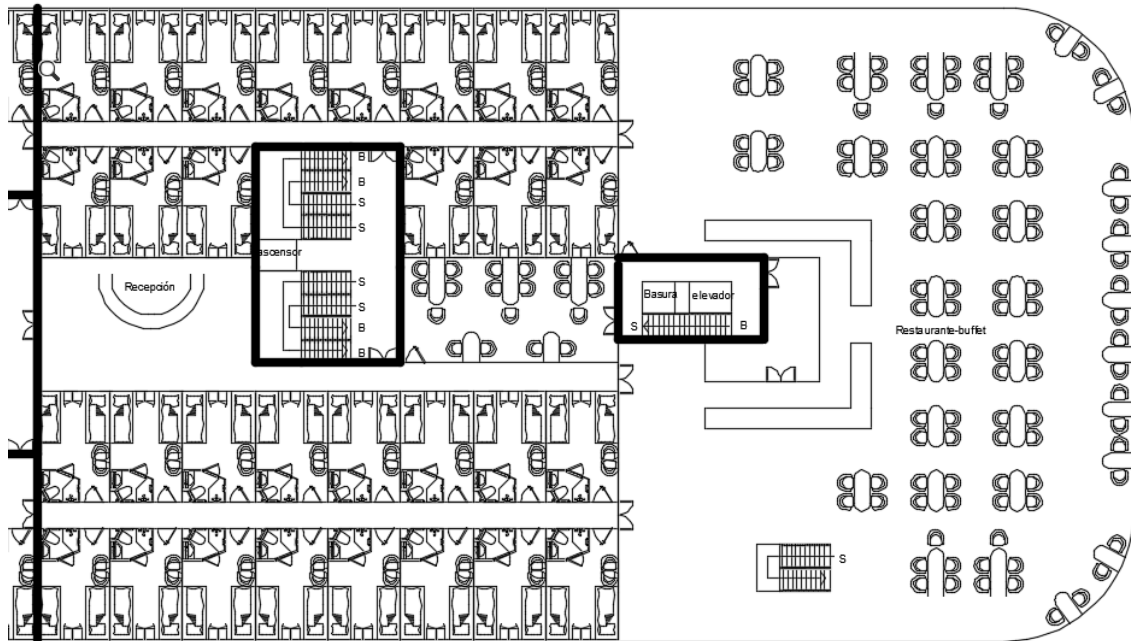 B
B
S
S
ascensor
S
S
B
B
Recepción
Basura
elevador
S
B
Restaurante-buffet
S